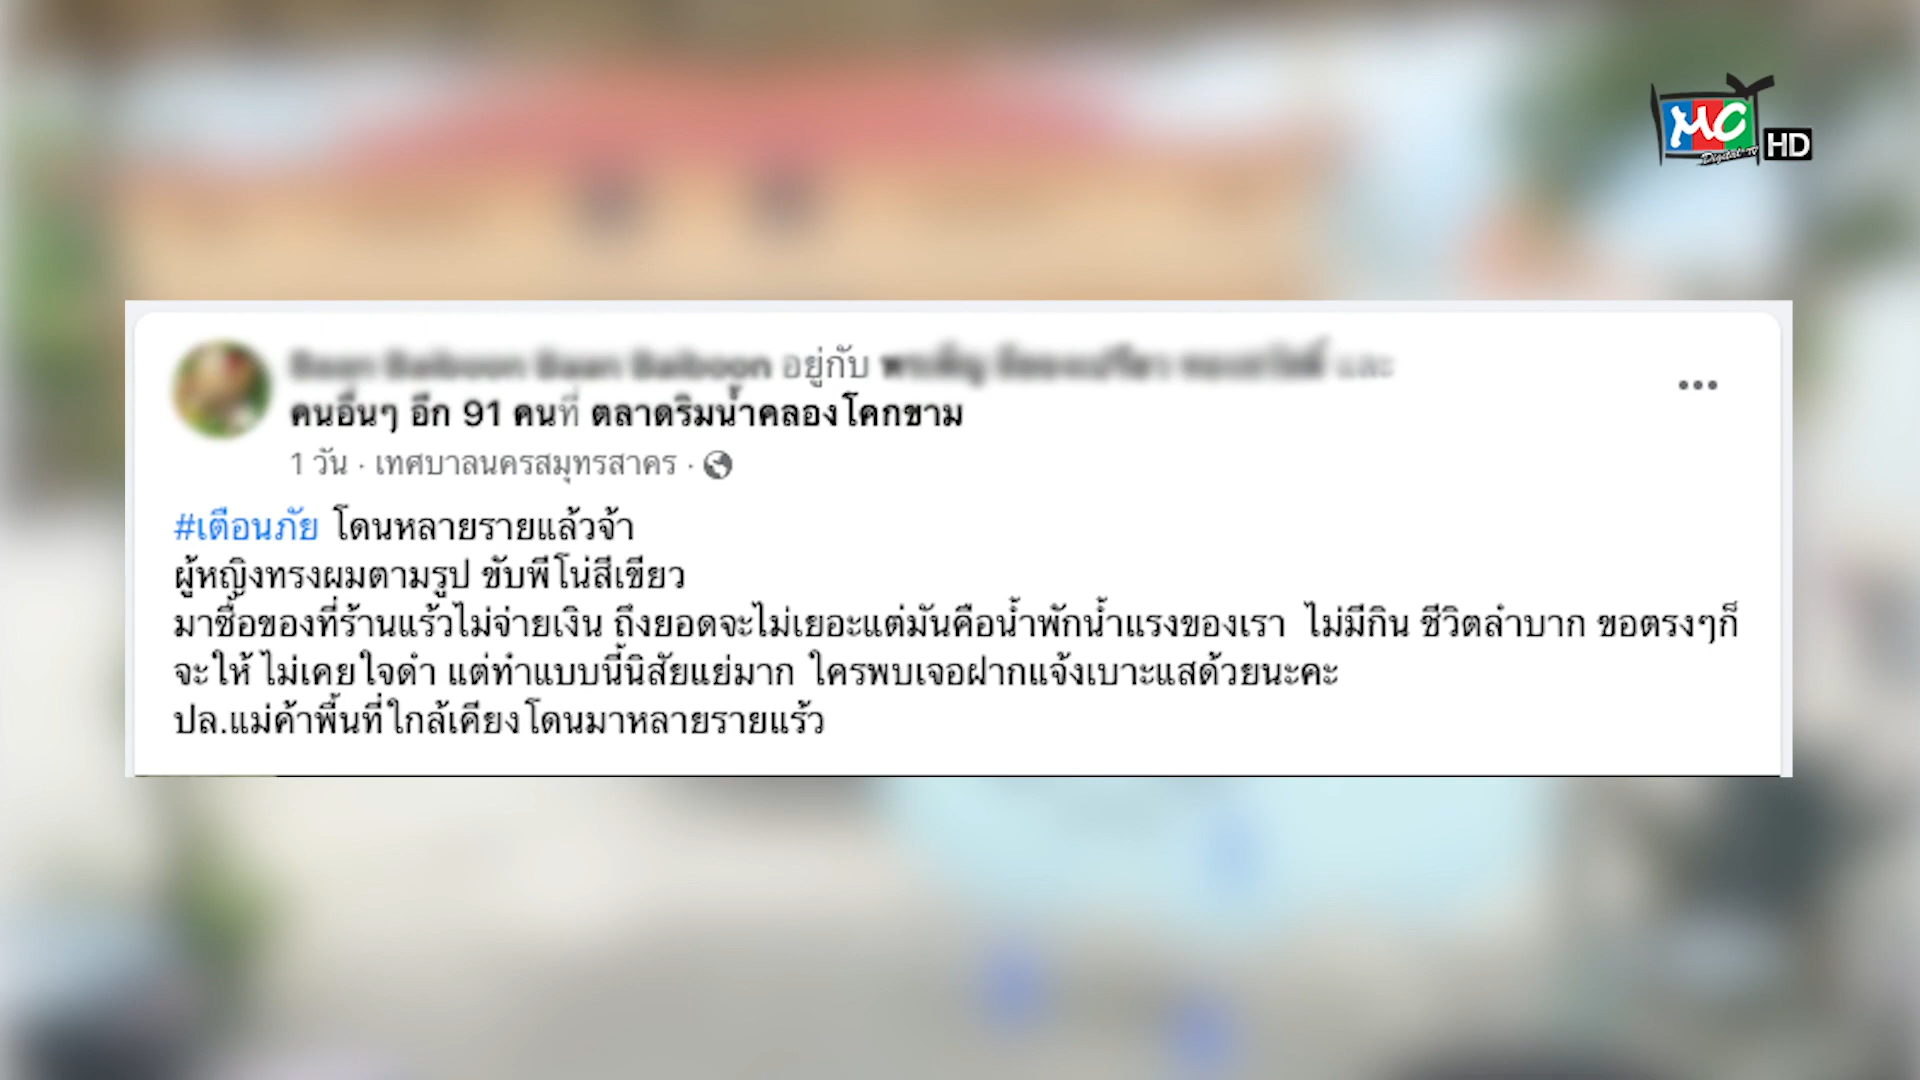 MC
Digital TV
HD
อยู่กับ และ
คนอื่นๆ อีก 91 คนที่ ตลาดริมน้ำคลองโคกขาม
1 วัน · เทศบาลนครสมุทรสาคร ·
#เตือนภัย โดนหลายรายแล้วจ้า
ผู้หญิงทรงผมตามรูป ขับฟีโน่สีเขียว
มาซื้อของที่ร้านแร้วไม่จ่ายเงิน ถึงยอดจะไม่เยอะแต่มันคือน้ำพักน้ำแรงของเรา ไม่มีกิน ชีวิตลำบาก ขอตรงๆก็
จะให้ ไม่เคยใจดำ แต่ทำแบบนี้นิสัยแย่มาก ใครพบเจอฝากแจ้งเบาะแสด้วยนะคะ
ปล.แม่ค้าพื้นที่ใกล้เคียงโดนมาหลายรายแร้ว